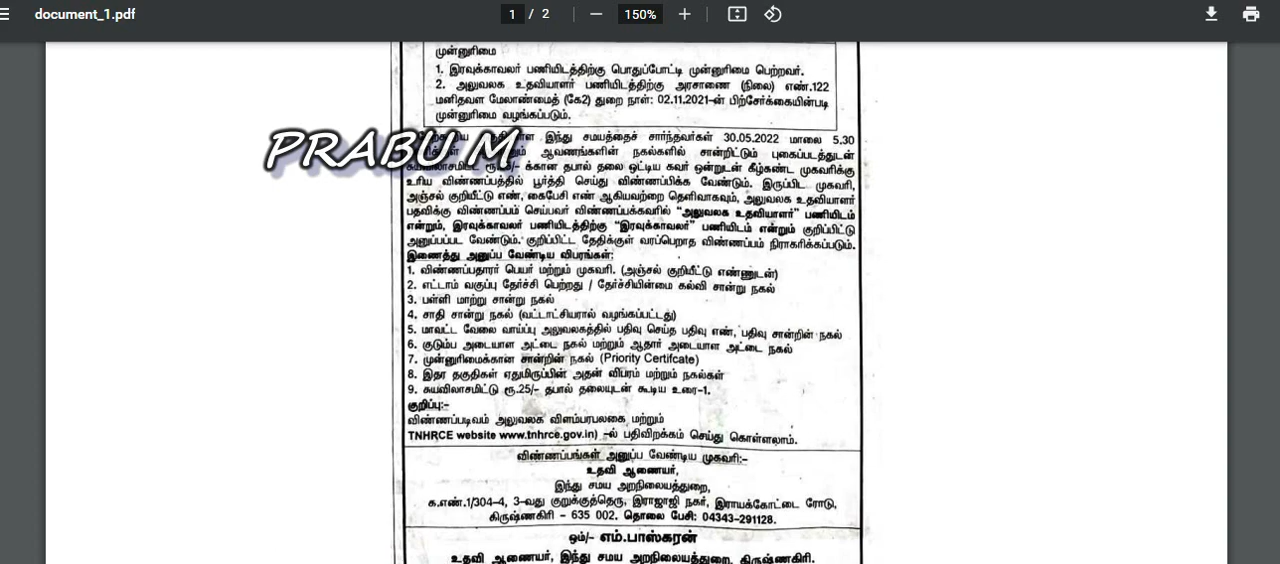 document_1.pdf
1 / 2
150%
முன்னுரிமை
1. இரவுக்காவலர் பணியிடத்திற்கு பொதுப்போட்டி முன்னுரிமை பெற்றவர்.
2. அலுவலக உதவியாளர் பணியிடத்திற்கு அரசாணை (நிலை) எண்.122
மனிதவள மேலாண்மைத் (கே2) துறை நாள்: 02.11.2021-ன் பிற்சேர்க்கையின்படி
முன்னுரிமை வழங்கப்படும்.
PRABU M
இந்து சமயத்தைச் சார்ந்தவர்கள் 30.05.2022 மாலை 5.30
ஆவணங்களின் நகல்களில் சான்றிட்டும் புகைப்படத்துடன்
க்கான தபால் தலை ஒட்டிய கவர் ஒன்றுடன் கீழ்கண்ட முகவரிக்கு
உரிய விண்ணப்பத்தில் பூர்த்தி செய்து விண்ணப்பிக்க வேண்டும். இருப்பிட முகவரி,
அஞ்சல் குறியீட்டு எண், கைபேசி எண் ஆகியவற்றை தெளிவாகவும், அலுவலக உதவியாளர்
பதவிக்கு விண்ணப்பம் செய்பவர் விண்ணப்பக்கவரில் “அலுவலக உதவியாளர்” பணியிடம்
என்றும், இரவுக்காவலர் பணியிடத்திற்கு “இரவுக்காவலர்” பணியிடம் என்றும் குறிப்பிட்டு
அனுப்பப்பட வேண்டும். குறிப்பிட்ட தேதிக்குள் வரப்பெறாத விண்ணப்பம் நிராகரிக்கப்படும்.
இணைத்து அனுப்ப வேண்டிய விபரங்கள்:
1. விண்ணப்பதாரர் பெயர் மற்றும் முகவரி. (அஞ்சல் குறியீட்டு எண்ணுடன்)
2. எட்டாம் வகுப்பு தேர்ச்சி பெற்றது / தேர்ச்சியின்மை கல்வி சான்று நகல்
3. பள்ளி மாற்று சான்று நகல்
4. சாதி சான்று நகல் (வட்டாட்சியரால் வழங்கப்பட்டது)
5. மாவட்ட வேலை வாய்ப்பு அலுவலகத்தில் பதிவு செய்த பதிவு எண், பதிவு சான்றின் நகல்
6. குடும்ப அடையாள அட்டை நகல் மற்றும் ஆதார் அடையாள அட்டை நகல்
7. முன்னுரிமைக்கான சான்றின் நகல் (Priority Certifcate)
8. இதர தகுதிகள் ஏதுமிருப்பின் அதன் விபரம் மற்றும் நகல்கள்
9. சுயவிலாசமிட்டு ரூ.25/- தபால் தலையுடன் கூடிய உரை-1.
குறிப்பு:-
விண்ணப்படிவம் அலுவலக விளம்பரபலகை மற்றும்
TNHRCE website www.tnhrce.gov.in) -ல் பதிவிறக்கம் செய்து கொள்ளலாம்.
விண்ணப்பங்கள் அனுப்ப வேண்டிய முகவரி:-
உதவி ஆணையர்,
இந்து சமய அறநிலையத்துறை,
க.எண்.1/304-4, 3-வது குறுக்குத்தெரு, இராஜாஜி நகர், இராயக்கோட்டை ரோடு,
கிருஷ்ணகிரி - 635 002. தொலை பேசி: 04343-291128.
ஒம்/- எம்.பாஸ்கரன்
உதவி ஆணையர், இந்து சமய அறநிலையத்துறை, கிருஷ்ணகிரி.